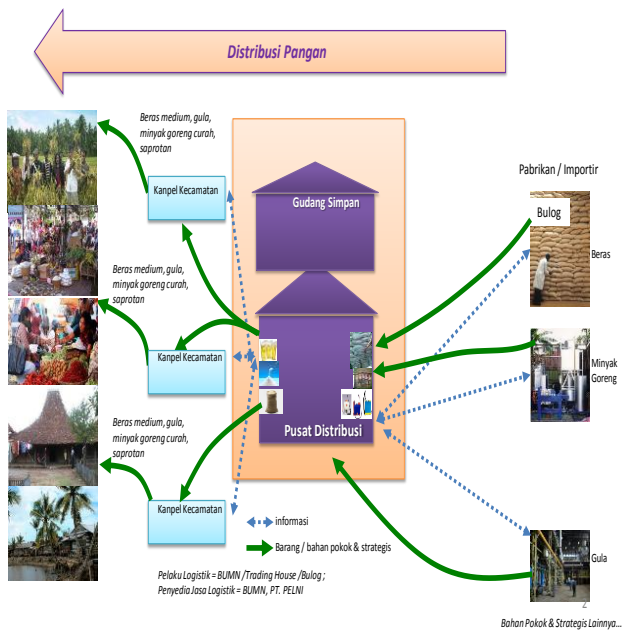 Distribusi Pangan
Beras medium, gula,
minyak goreng curah,
saprotan
Kanpel Kecamatan
Gudang Simpan
Pabrikan / Importir
Bulog
Beras
Beras medium, gula,
minyak goreng curah,
saprotan
Kanpel Kecamatan
Minyak
Goreng
Pusat Distribusi
Beras medium, gula,
minyak goreng curah,
saprotan
Kanpel Kecamatan
informasi
Barang / bahan pokok & strategis
Gula
Pelaku Logistik = BUMN /Trading House /Bulog ;
Penyedia Jasa Logistik = BUMN, PT. PELNI
2
Bahan Pokok & Strategis Lainnya...